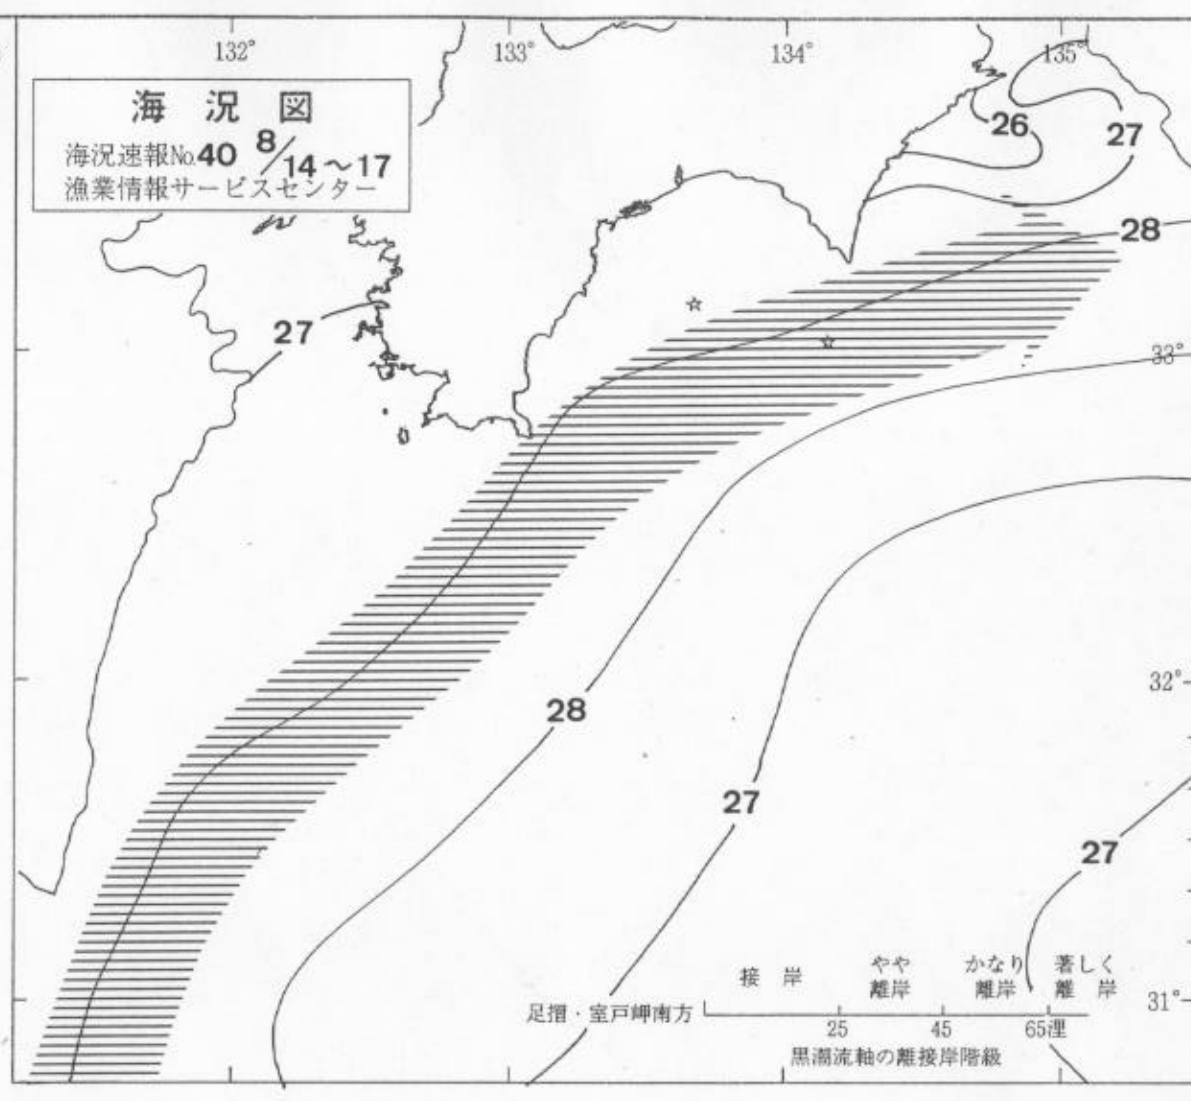 132°
133°
134°
135°
海 況 図
海況速報No.40 8/14～17
漁業情報サービスセンター
26
27
28
27
33°
32°
28
27
27
接 岸
やや
離岸
かなり
離岸
著しく
離 岸
31°
足摺・室戸岬南方
25
45
65浬
黒潮流軸の離接岸階級